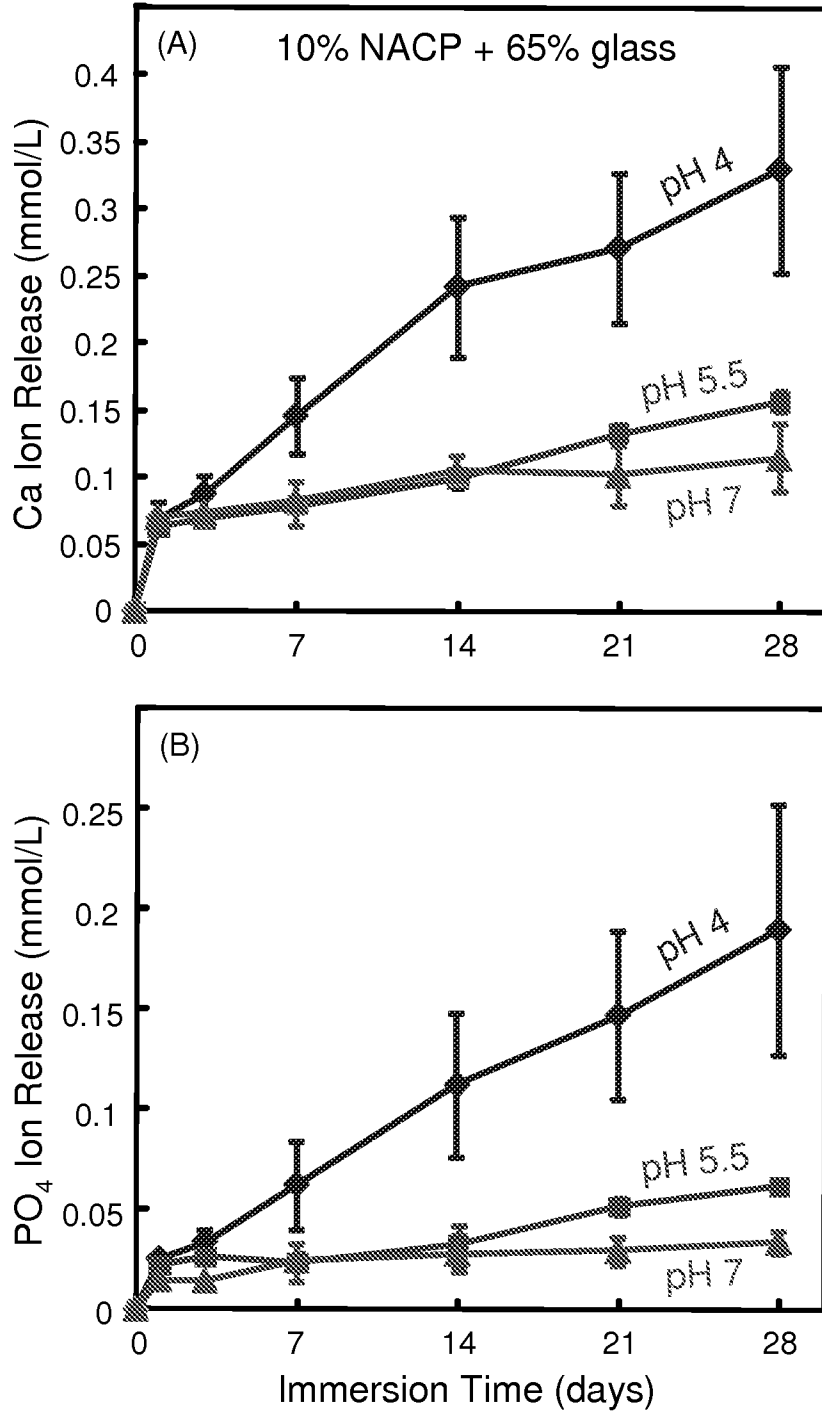 (A) 10% NACP + 65% glass
Ca Ion Release (mmol/L)
0.4
0.35
0.3
0.25
0.2
0.15
0.1
0.05
0
pH 4
pH 5.5
pH 7
0 7 14 21 28
(B)
PO4 Ion Release (mmol/L)
0.25
0.2
0.15
0.1
0.05
0
pH 4
pH 5.5
pH 7
0 7 14 21 28
Immersion Time (days)